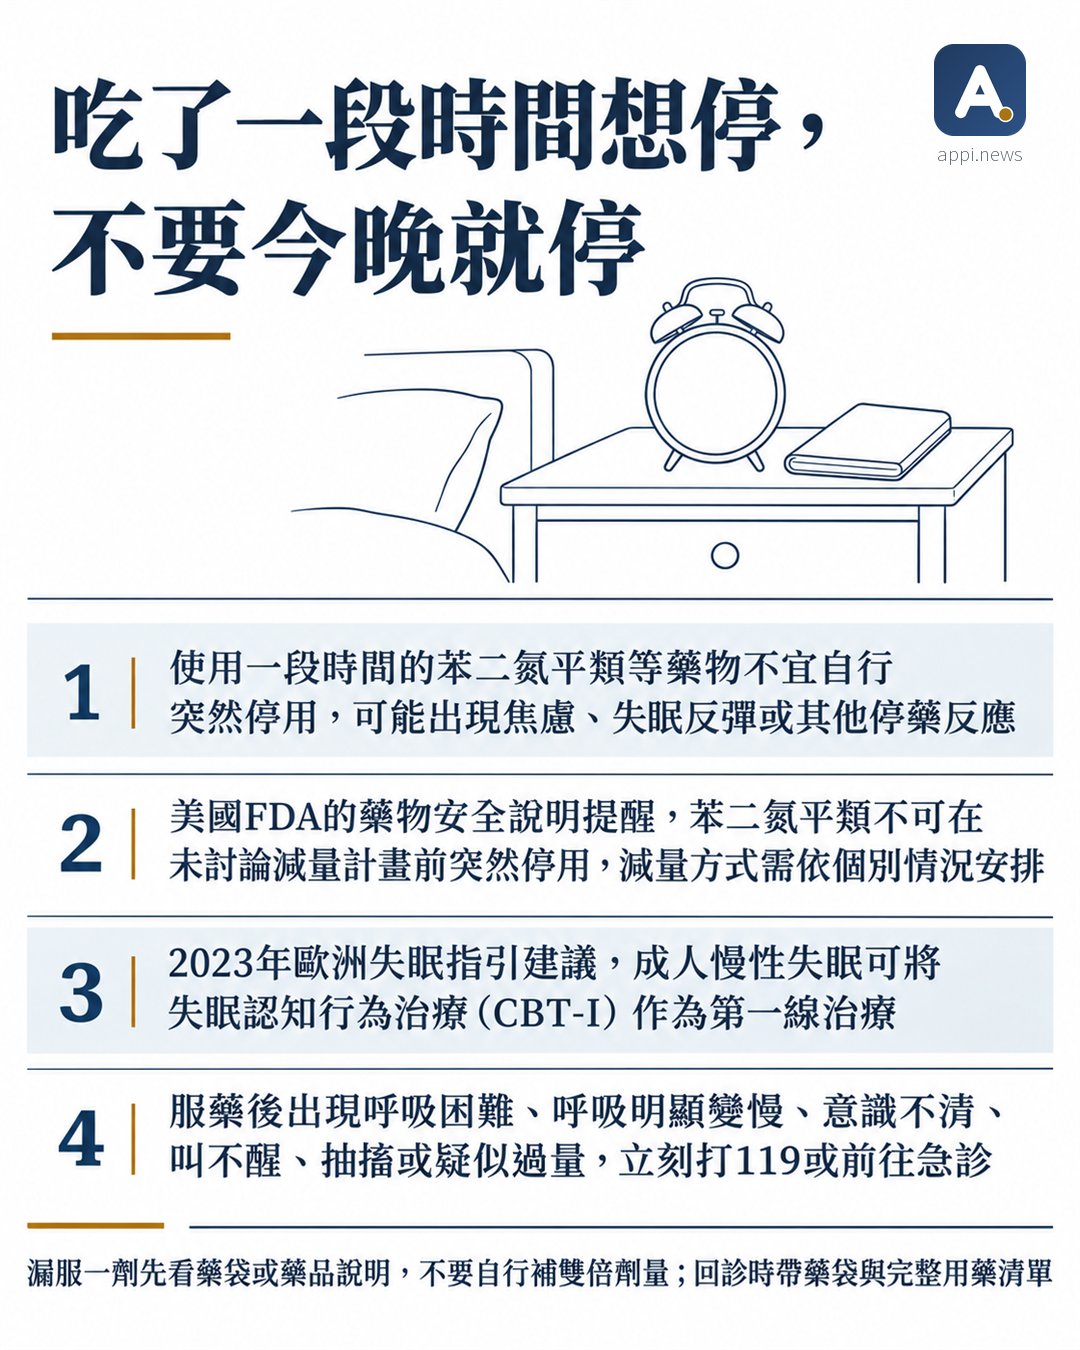 吃了一段時間想停，
不要今晚就停
A
appi.news
1
使用一段時間的苯二氮平類等藥物不宜自行
突然停用，可能出現焦慮、失眠反彈或其他停藥反應
2
美國FDA的藥物安全說明提醒，苯二氮平類不可在
未討論減量計畫前突然停用，減量方式需依個別情況安排
3
2023年歐洲失眠指引建議，成人慢性失眠可將
失眠認知行為治療（CBT-I）作為第一線治療
4
服藥後出現呼吸困難、呼吸明顯變慢、意識不清、
叫不醒、抽搐或疑似過量，立刻打119或前往急診
漏服一劑先看藥袋或藥品說明，不要自行補雙倍劑量；回診時帶藥袋與完整用藥清單